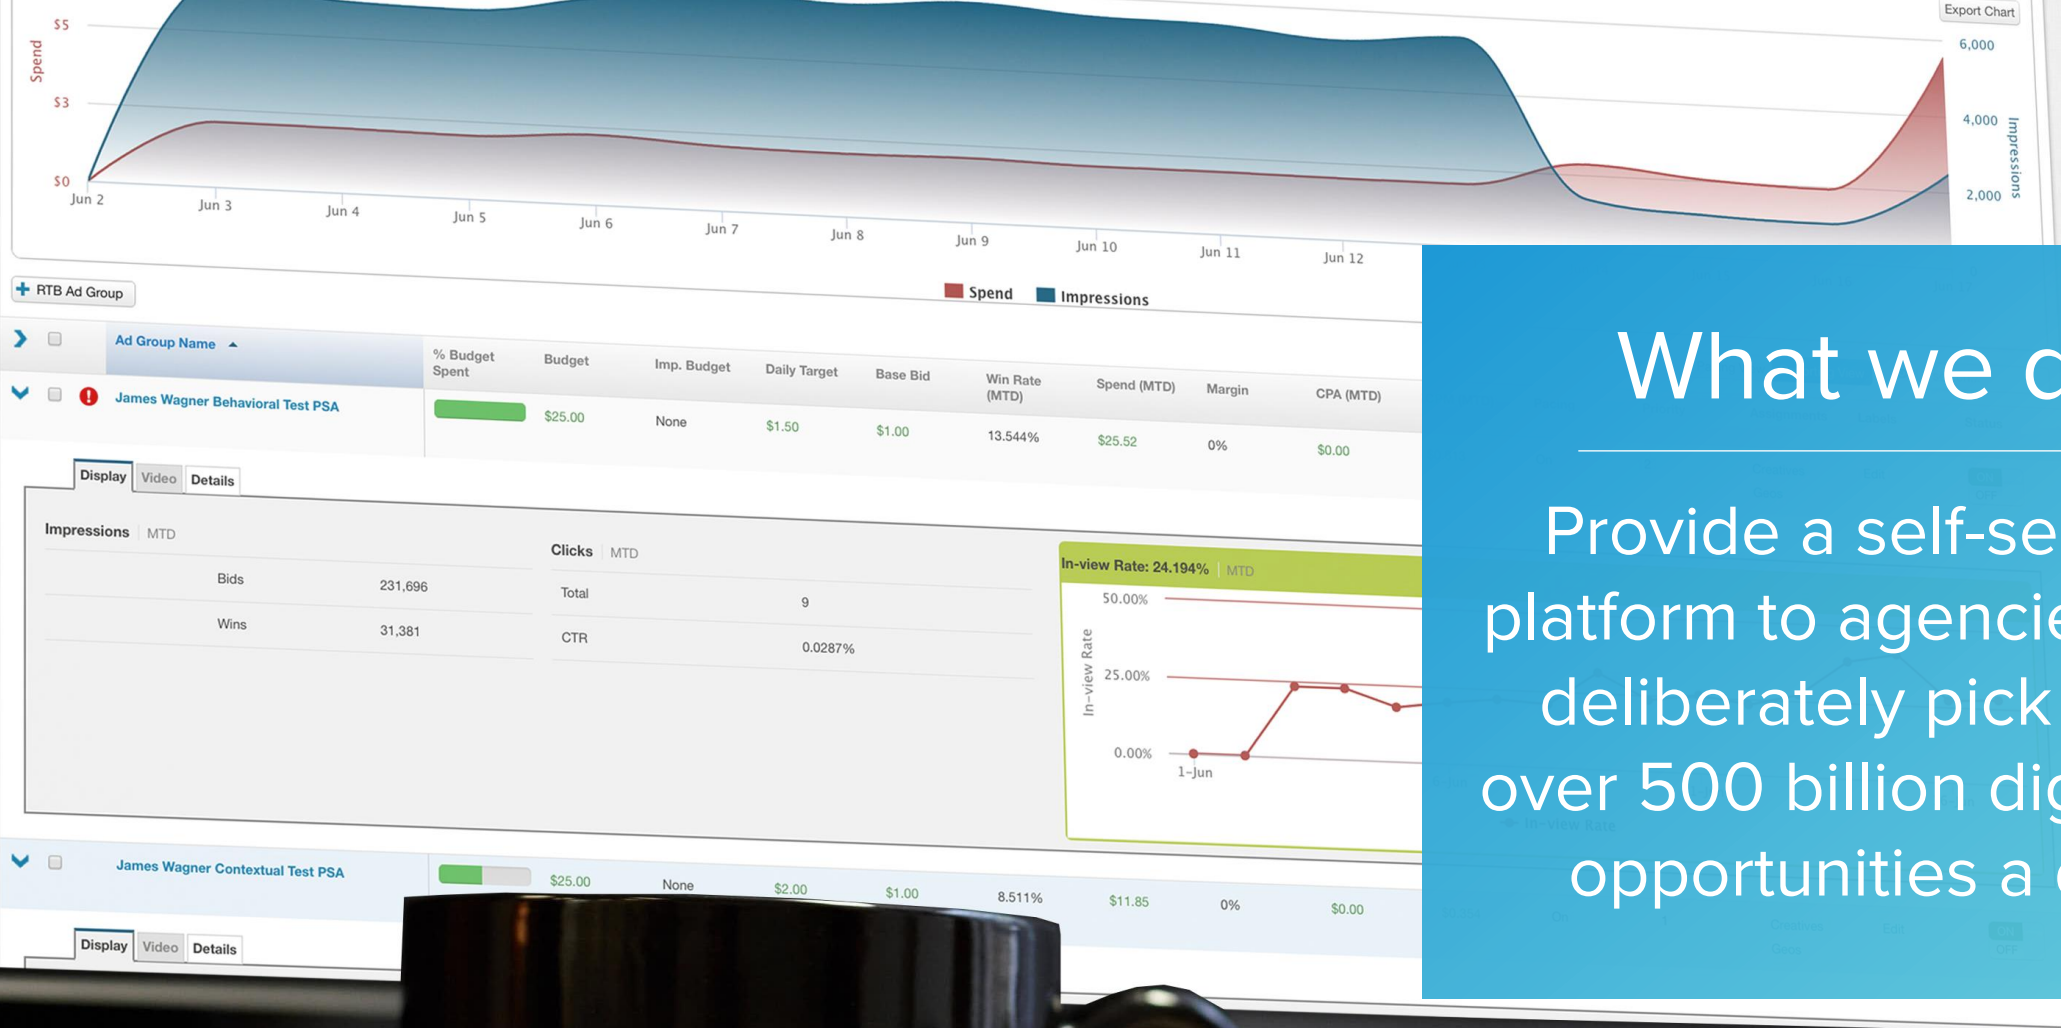 Export Chart
$5
$3
$0
Spend
6,000
4,000
2,000
Impressions
Jun 2
Jun 3
Jun 4
Jun 5
Jun 6
Jun 7
Jun 8
Jun 9
Jun 10
Jun 11
Jun 12
Spend Impressions
RTB Ad Group
Ad Group Name
% Budget
Spent
Budget
Imp. Budget
Daily Target
Base Bid
Win Rate
(MTD)
Spend (MTD)
Margin
CPA (MTD)
James Wagner Behavioral Test PSA
$25.00
None
$1.50
$1.00
13.544%
$25.52
0%
$0.00
Display Video Details
Impressions MTD
Bids 231,696
Wins 31,381
Clicks MTD
Total 9
CTR 0.0287%
In-view Rate: 24.194% MTD
50.00%
25.00%
0.00%
In-view Rate
1-Jun
James Wagner Contextual Test PSA
$25.00
None
$2.00
$1.00
8.511%
$11.85
0%
$0.00
Display Video Details
What we
Provide a self-se
platform to agencie
deliberately pick
over 500 billion dig
opportunities a
In-view Rate
Edit
OFF